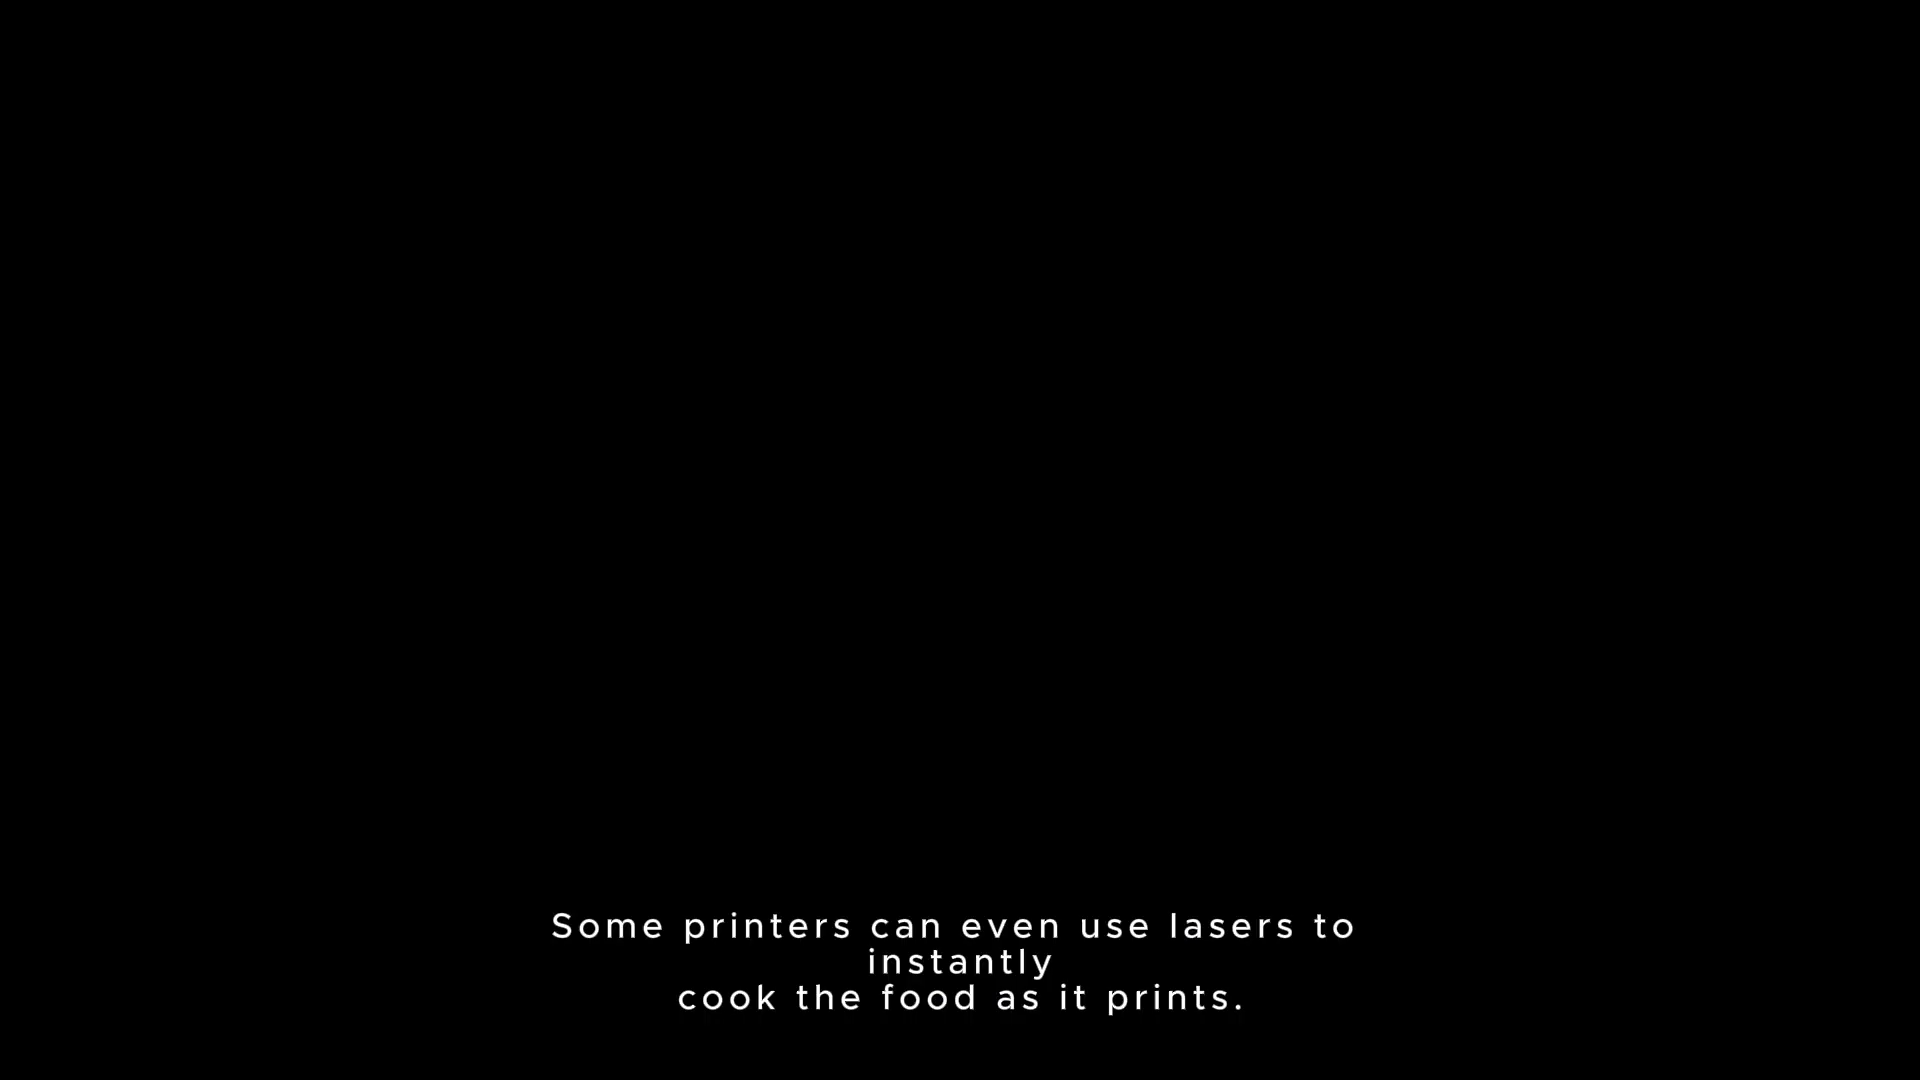 Some printers can even use lasers to
instantly
cook the food as it prints.